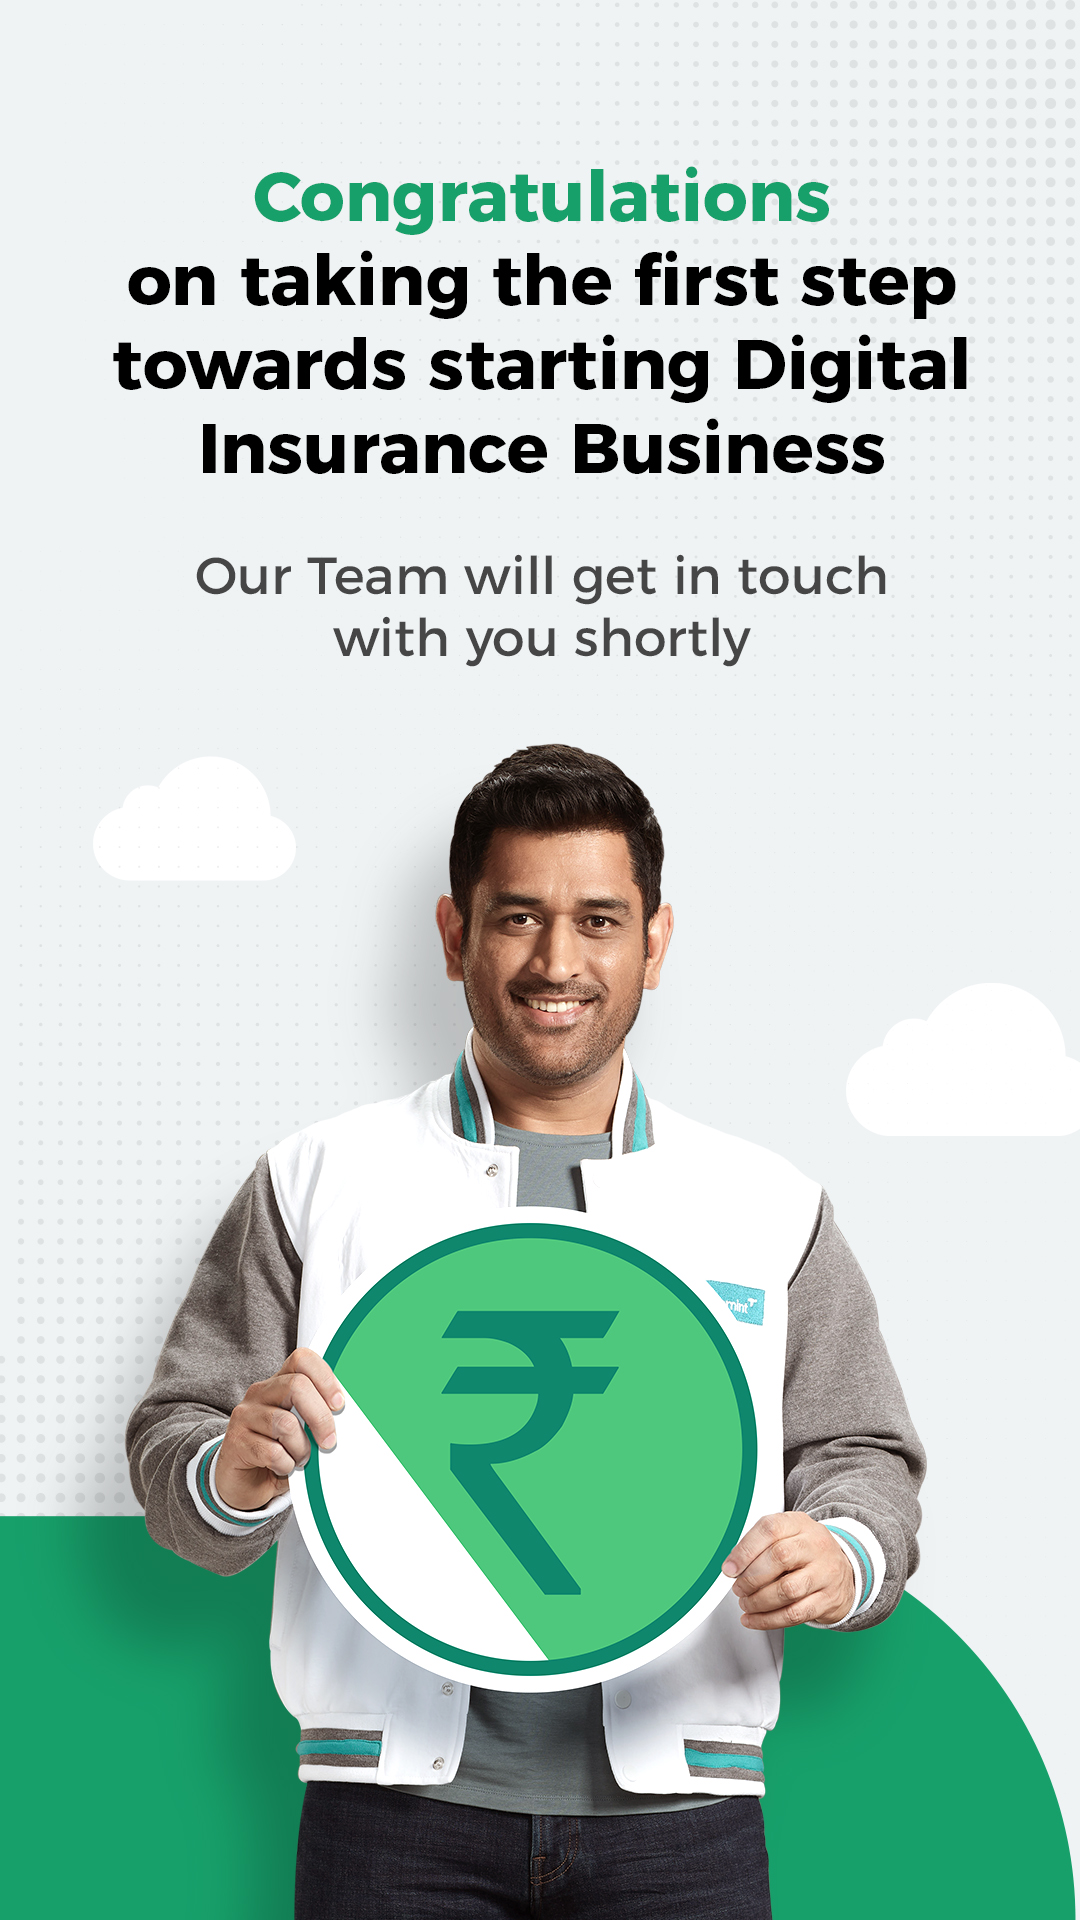 Congratulations
on taking the first step
towards starting Digital
Insurance Business
Our Team will get in touch
with you shortly
₹